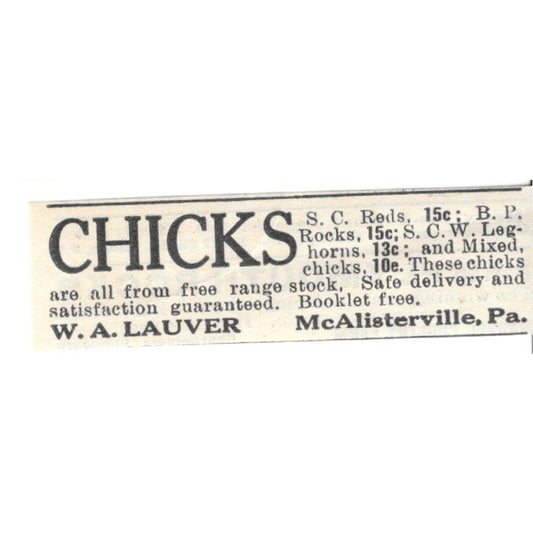 CHICKS S. C. Reds, 15c; B. P.
Rocks, 15c; S. C. W. Leg-
horns, 13c; and Mixed,
chicks, 10c. These chicks
are all from free range stock. Safe delivery and
satisfaction guaranteed. Booklet free.
W. A. LAUVER McAlisterville, Pa.